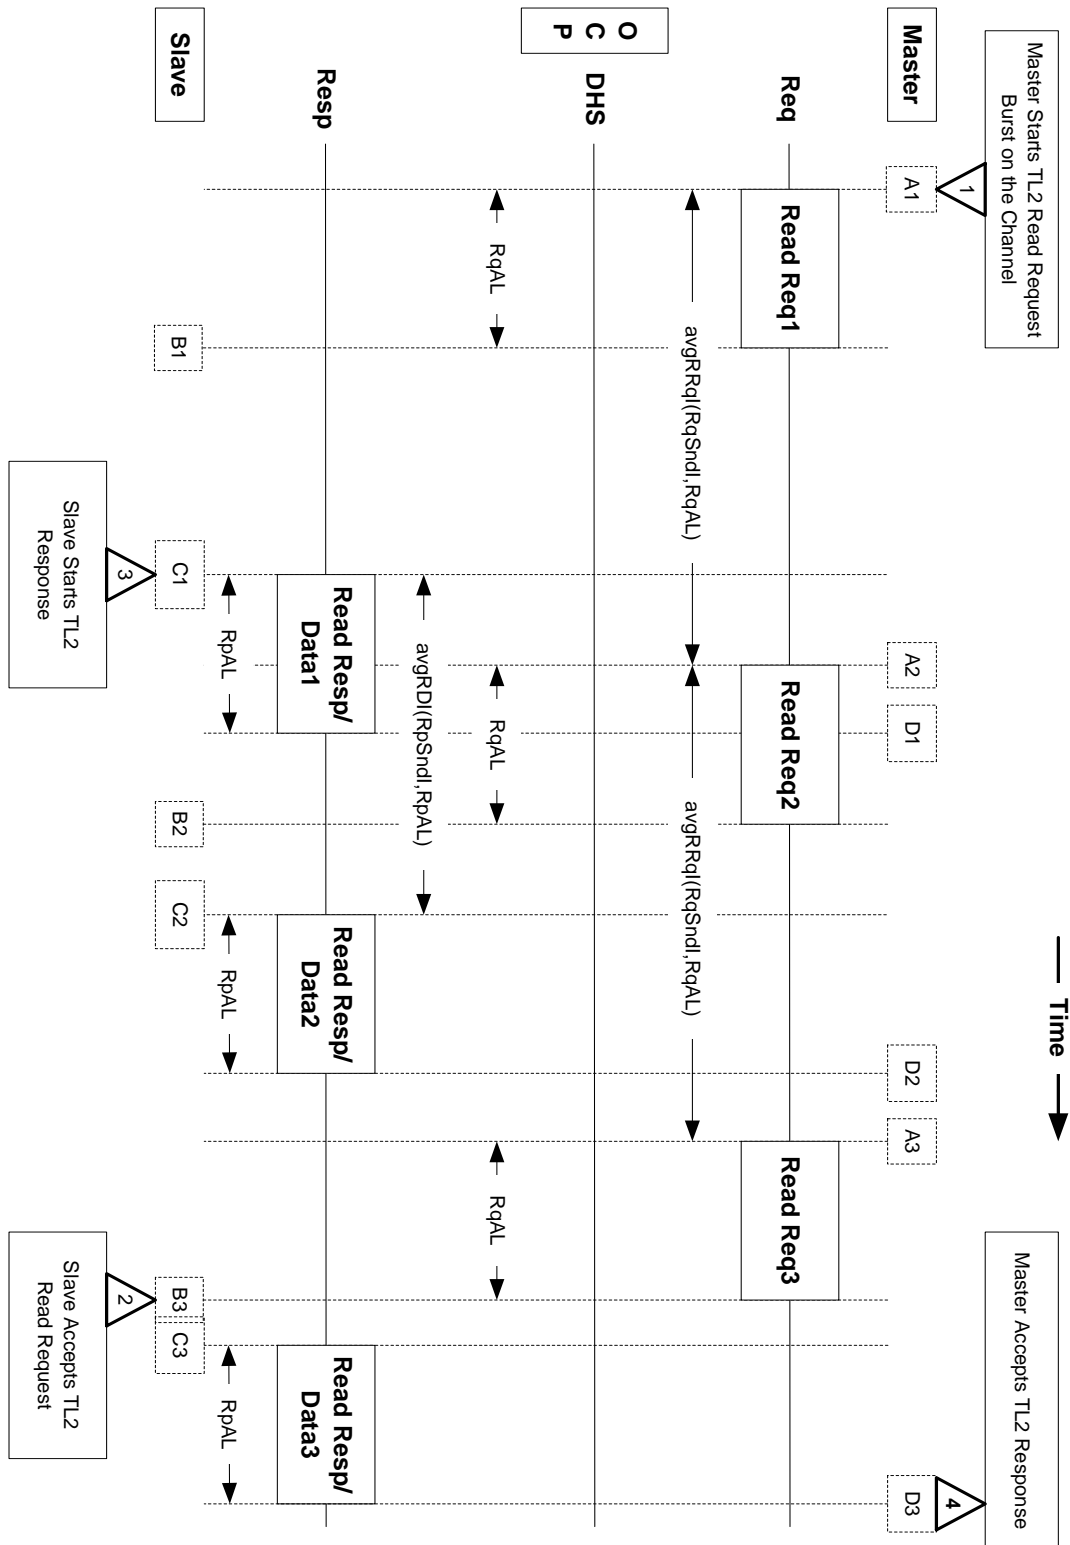 Master Starts TL2 Read Request
Burst on the Channel
1
Master Accepts TL2 Response
4
Time
Master
A1
A2
D1
D2
A3
D3
Req
Read Req1
Read Req2
Read Req3
avgRRqI(RqSndI,RqAL)
avgRRqI(RqSndI,RqAL)
O
C
P
DHS
RqAL
RqAL
RqAL
avgRDI(RpSndI,RpAL)
Resp
Read Resp/
Data1
Read Resp/
Data2
Read Resp/
Data3
RpAL
RpAL
RpAL
Slave
B1
C1
B2
C2
B3
C3
3
Slave Starts TL2
Response
2
Slave Accepts TL2
Read Request